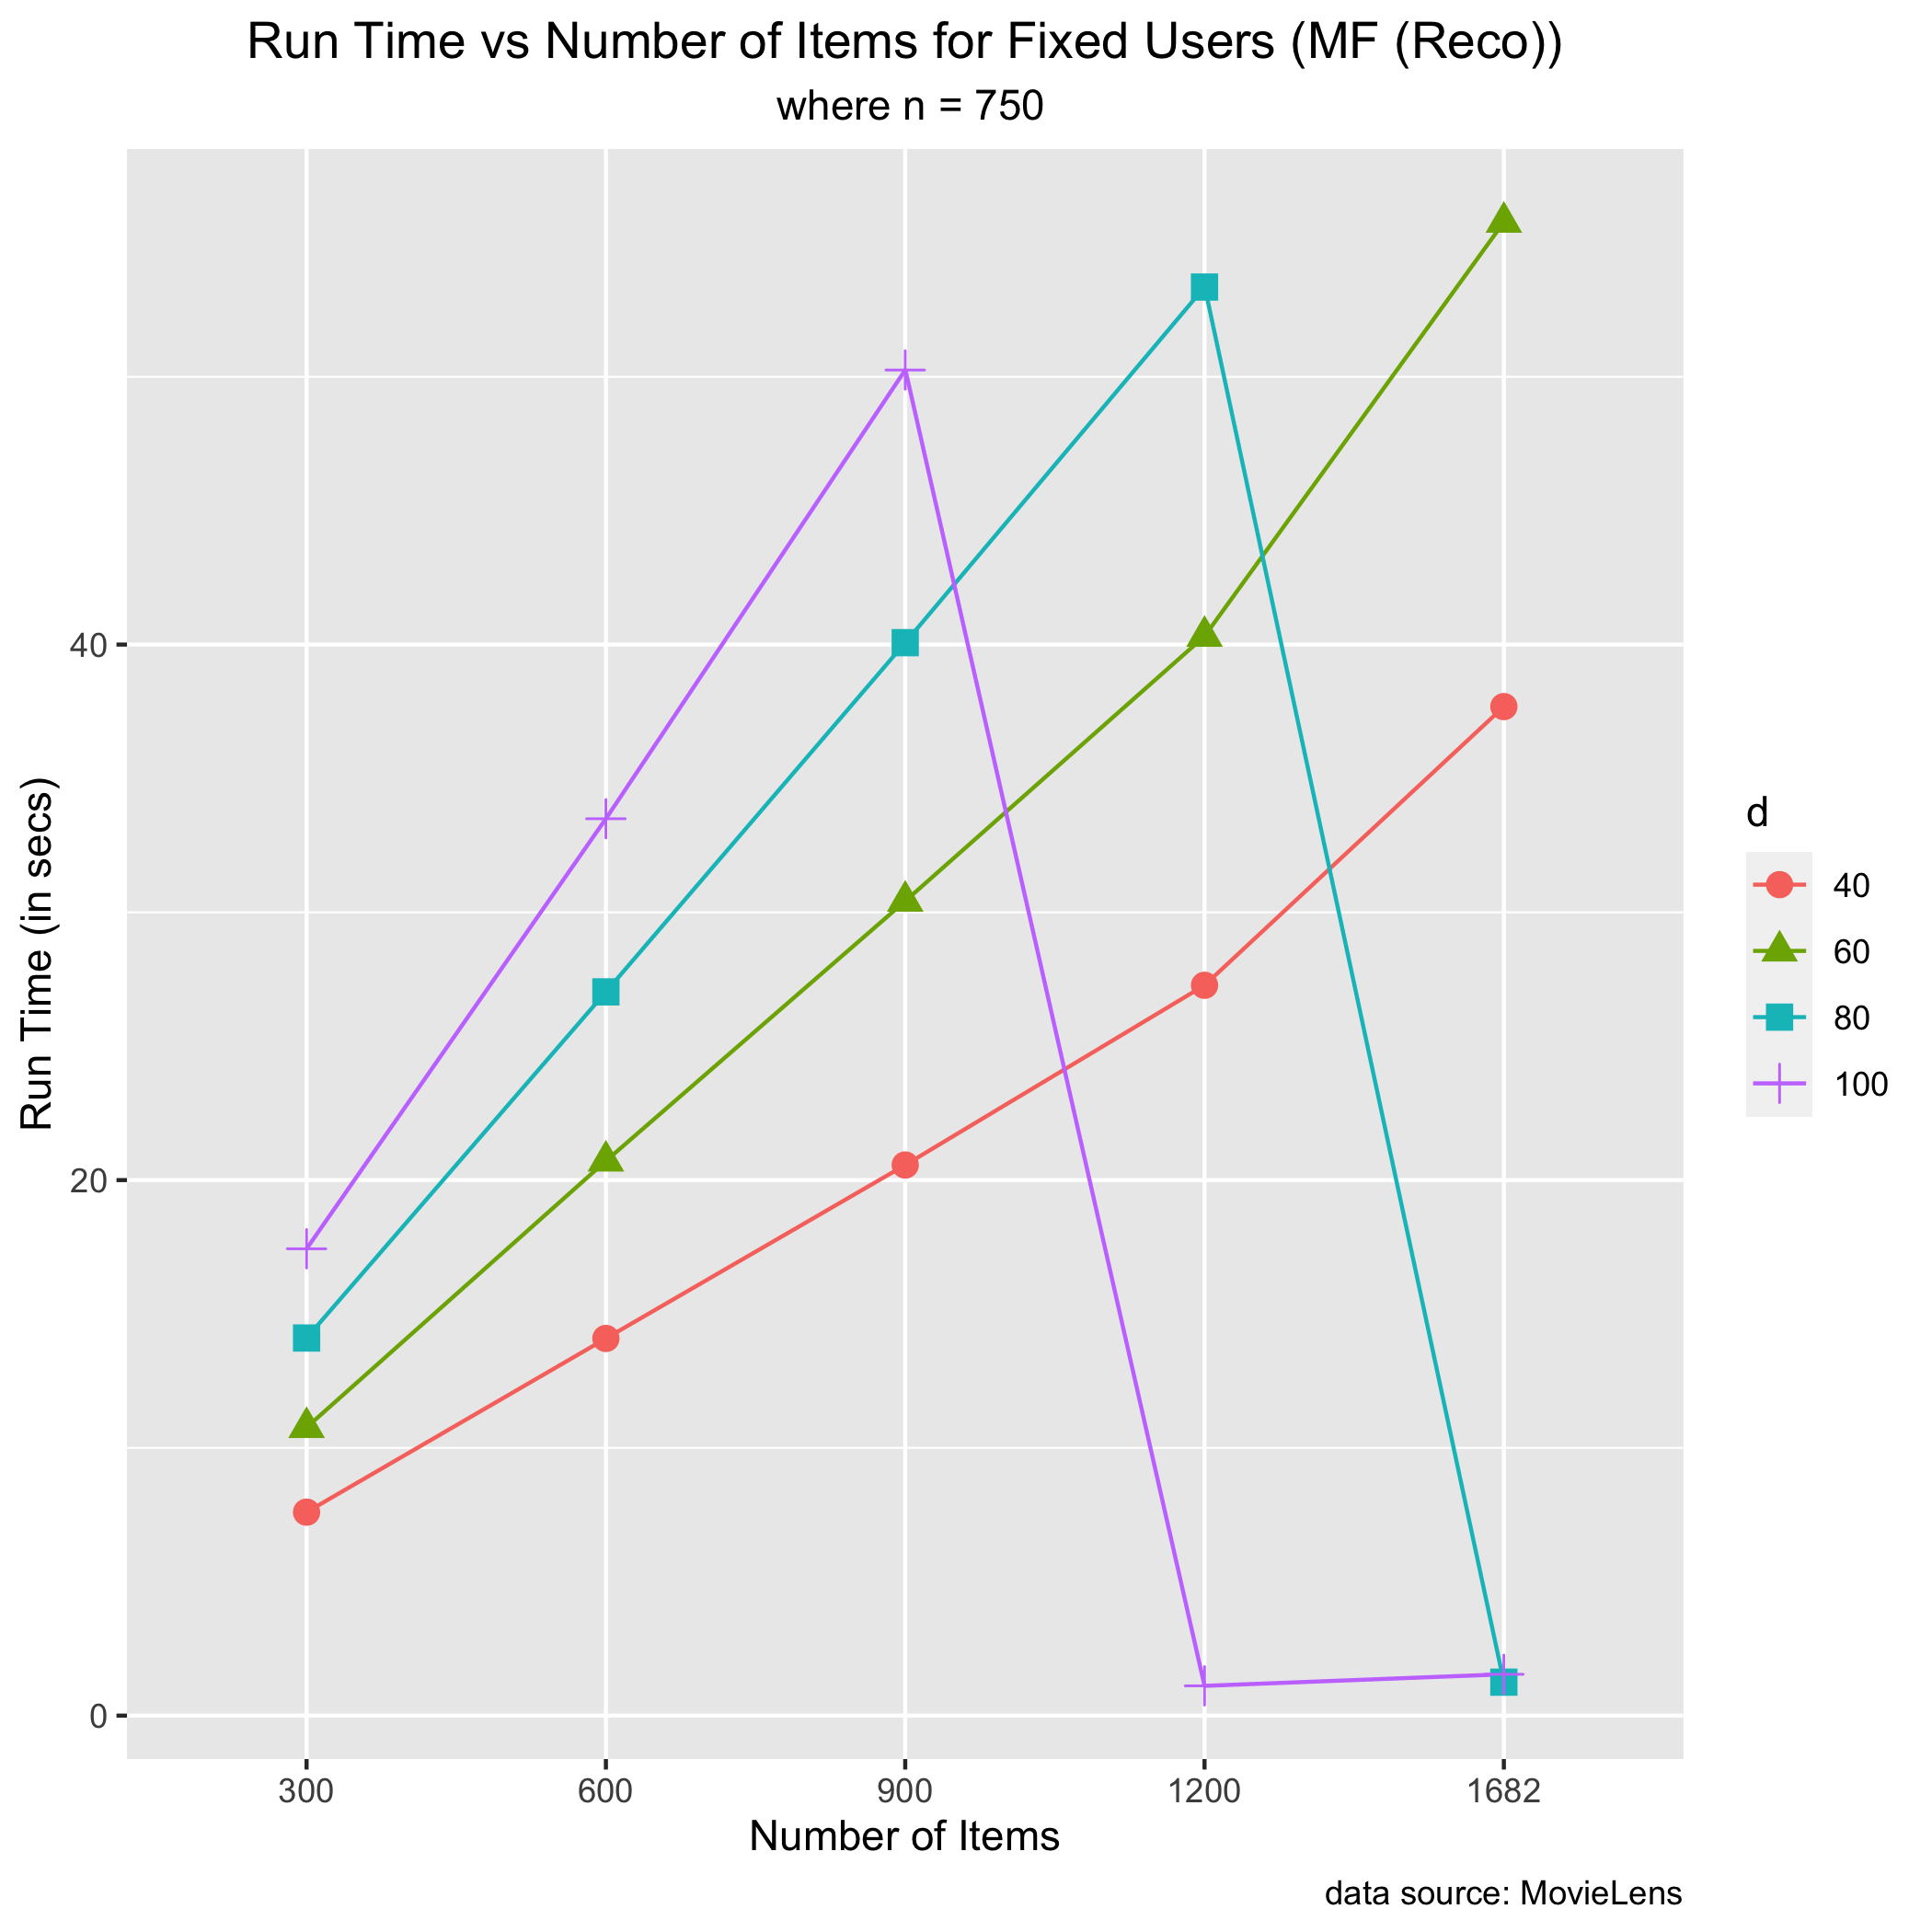 Run Time vs Number of Items for Fixed Users (MF (Reco))
where n = 750
Run Time (in secs)
40
20
0
300 600 900 1200 1682
Number of Items
d
40
60
80
100
data source: MovieLens